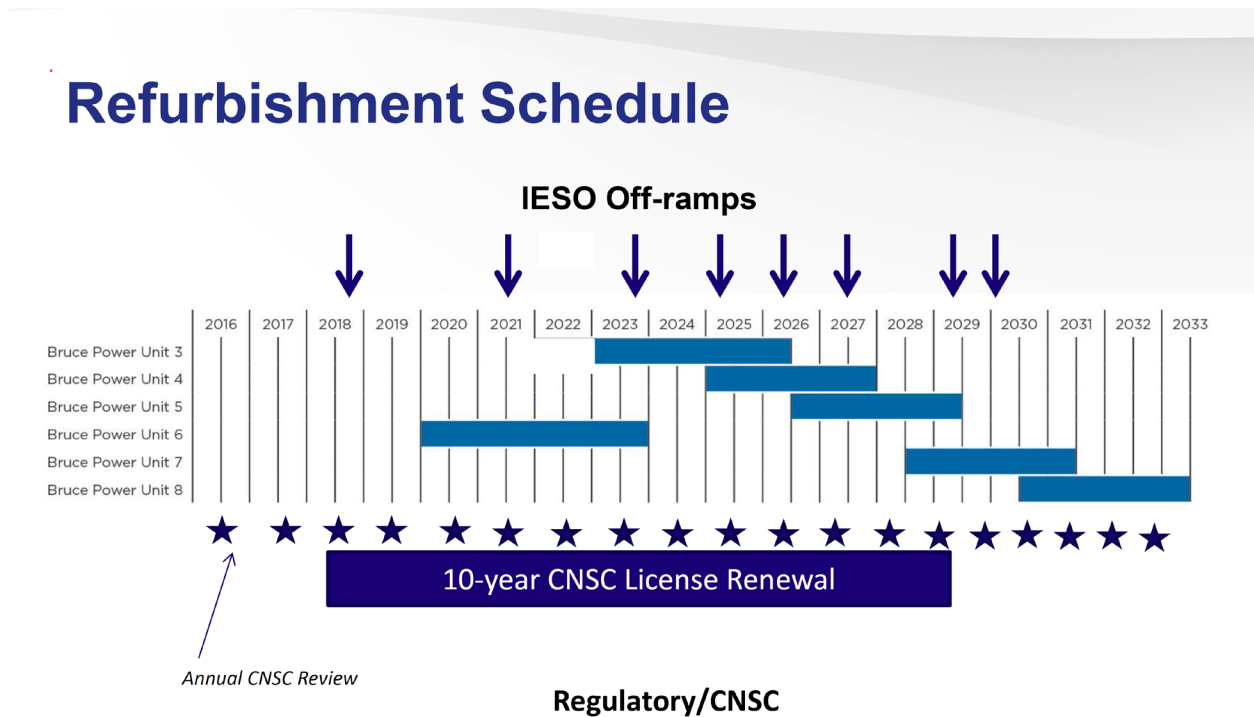 Refurbishment Schedule
IESO Off-ramps
2016 2017 2018 2019 2020 2021 2022 2023 2024 2025 2026 2027 2028 2029 2030 2031 2032 2033
Bruce Power Unit 3
Bruce Power Unit 4
Bruce Power Unit 5
Bruce Power Unit 6
Bruce Power Unit 7
Bruce Power Unit 8
10-year CNSC License Renewal
Annual CNSC Review
Regulatory/CNSC